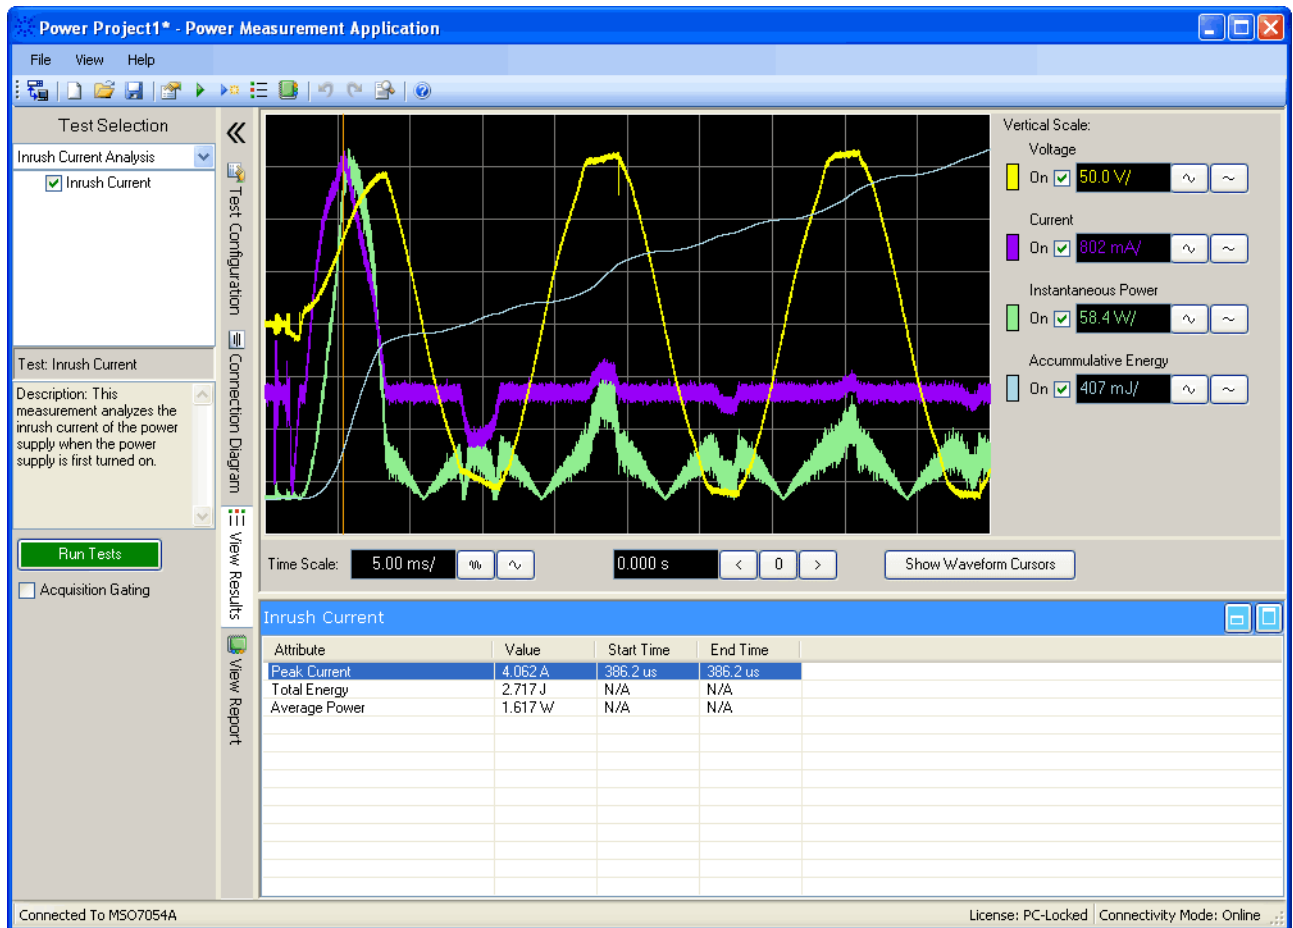 Power Project1* - Power Measurement Application
File View Help
Test Selection
Inrush Current Analysis
Inrush Current
Test: Inrush Current
Description: This
measurement analyzes the
inrush current of the power
supply when the power
supply is first turned on.
Run Tests
Acquisition Gating
Test Configuration
Connection Diagram
View Results
View Report
Vertical Scale:
Voltage
On 50.0 V/
Current
On 802 mA/
Instantaneous Power
On 58.4 W/
Accummulative Energy
On 407 mJ/
Time Scale: 5.00 ms/ 0.000 s < 0 > Show Waveform Cursors
Inrush Current
Attribute Value Start Time End Time
Peak Current 4.062 A 386.2 us 386.2 us
Total Energy 2.717 J N/A N/A
Average Power 1.617 W N/A N/A
Connected To MSO7054A License: PC-Locked Connectivity Mode: Online